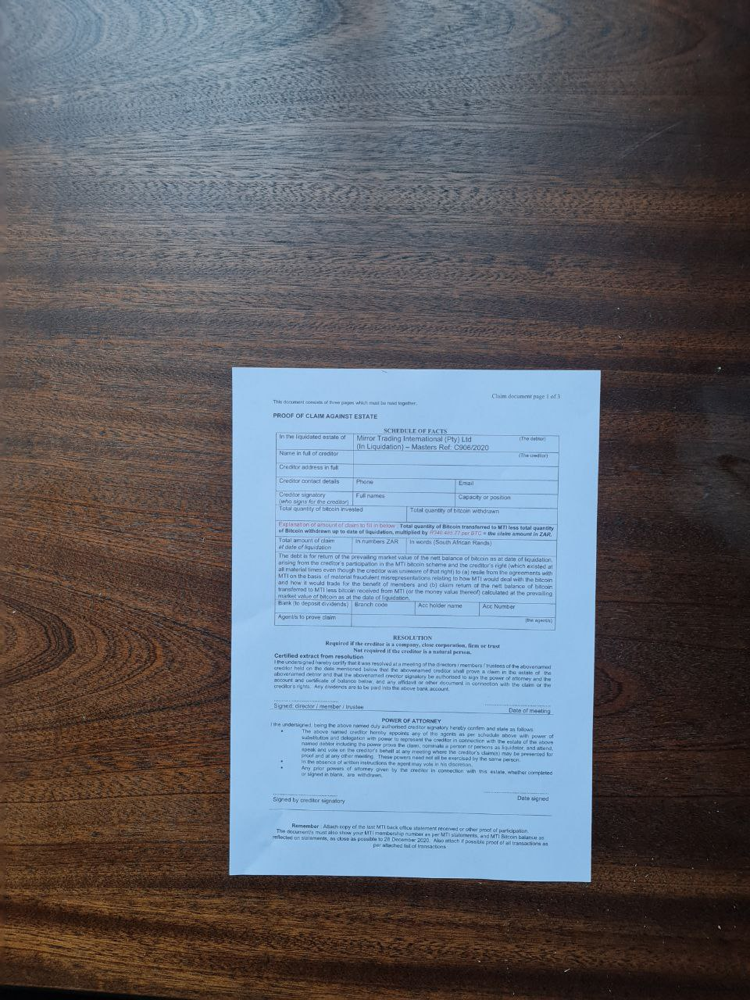 Claim document page 1 of 3
This document consists of three pages which must be read together.
PROOF OF CLAIM AGAINST ESTATE
SCHEDULE OF FACTS
In the liquidated estate of Mirror Trading International (Pty) Ltd (The debtor)
(In Liquidation) – Masters Ref: C906/2020
Name in full of creditor (The creditor)
Creditor address in full
Creditor contact details Phone Email
Creditor signatory Full names Capacity or position
(who signs for the creditor)
Total quantity of bitcoin invested Total quantity of bitcoin withdrawn
Explanation of amount of claim to fill in below : Total quantity of Bitcoin transferred to MTI less total quantity
of Bitcoin withdrawn up to date of liquidation, multiplied by per BTC = the claim amount in ZAR.
Total amount of claim In numbers ZAR In words (South African Rands)
at date of liquidation
The debt is for return of the prevailing market value of the nett balance of bitcoin as at date of liquidation,
arising from the creditor's participation in the MTI bitcoin scheme and the creditor's right (which existed at
all material times even though the creditor was unaware of that right) to (a) resile from the agreements with
MTI on the basis of material fraudulent misrepresentations relating to how MTI would deal with the bitcoin
and how it would trade for the benefit of members and (b) claim return of the nett balance of bitcoin
transferred to MTI less bitcoin received from MTI (or the money value thereof) calculated at the prevailing
market value of bitcoin as at the date of liquidation.
Bank (to deposit dividends) Branch code Acc holder name Acc Number
Agent/s to prove claim (the agent/s)
RESOLUTION
Required if the creditor is a company, close corporation, firm or trust
Not required if the creditor is a natural person.
Certified extract from resolution
I the undersigned hereby certify that it was resolved at a meeting of the directors / members / trustees of the abovenamed
creditor held on the date mentioned below that the abovenamed creditor shall prove a claim in the estate of the
abovenamed debtor and that the abovenamed creditor signatory be authorised to sign the power of attorney and the
account and certificate of balance below, and any affidavit or other document in connection with the claim or the
creditor's rights. Any dividends are to be paid into the above bank account.
Signed: director / member / trustee Date of meeting
POWER OF ATTORNEY
I the undersigned, being the above named duly authorised creditor signatory hereby confirm and state as follows:
• The above named creditor hereby appoints any of the agents as per schedule above with power of
substitution and delegation with power to represent the creditor in connection with the estate of the above
named debtor including the power prove the claim, nominate a person or persons as liquidator, and attend,
speak and vote on the creditor's behalf at any meeting where the creditor's claim(s) may be presented for
proof and at any other meeting. These powers need not all be exercised by the same person.
• In the absence of written instructions the agent may vote in his discretion.
• Any prior powers of attorney given by the creditor in connection with this estate, whether completed
or signed in blank, are withdrawn.
Signed by creditor signatory Date signed
Remember : Attach copy of the last MTI back office statement received or other proof of participation.
The document/s must also show your MTI membership number as per MTI statements, and MTI Bitcoin balance as
reflected on statements, as close as possible to 28 December 2020. Also attach if possible proof of all transactions as
per attached list of transactions